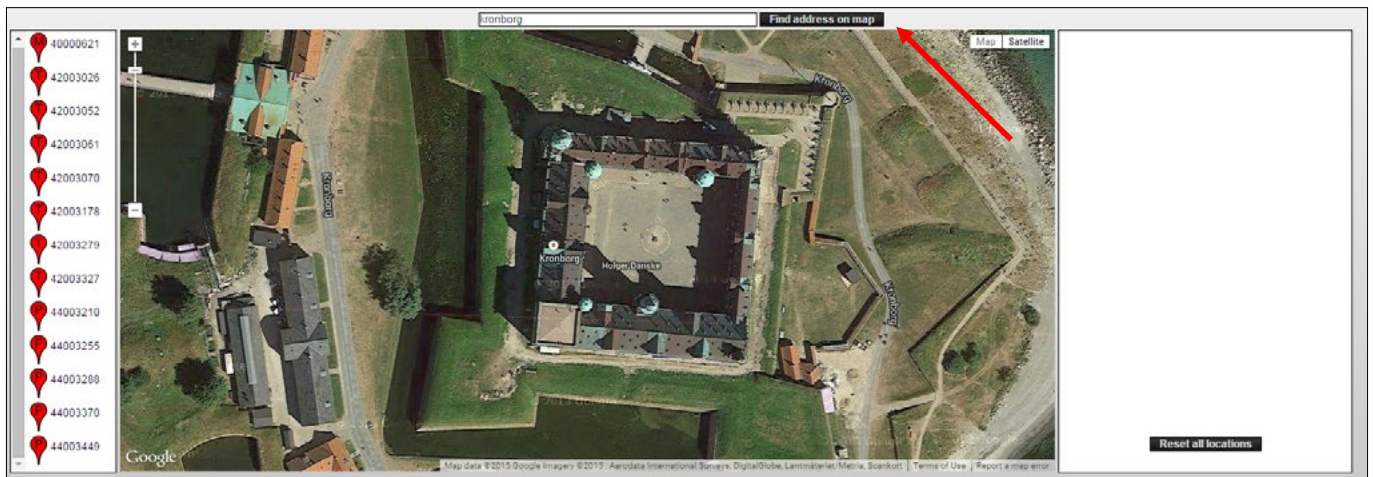 kronborg
Find address on map
M 40000621
T 42003026
T 42003052
T 42003061
T 42003070
T 42003178
T 42003279
T 42003327
P 44003210
P 44003255
P 44003288
P 44003370
P 44003449
Map
Satellite
Kronborg
Kronborg
Kronborg
Holger Danske
Kronborg
Google
Map data ©2015 Google Imagery ©2015 , Aerodata International Surveys, DigitalGlobe, Lantmäteriet/Metria, Scankort
Terms of Use
Report a map error
Reset all locations